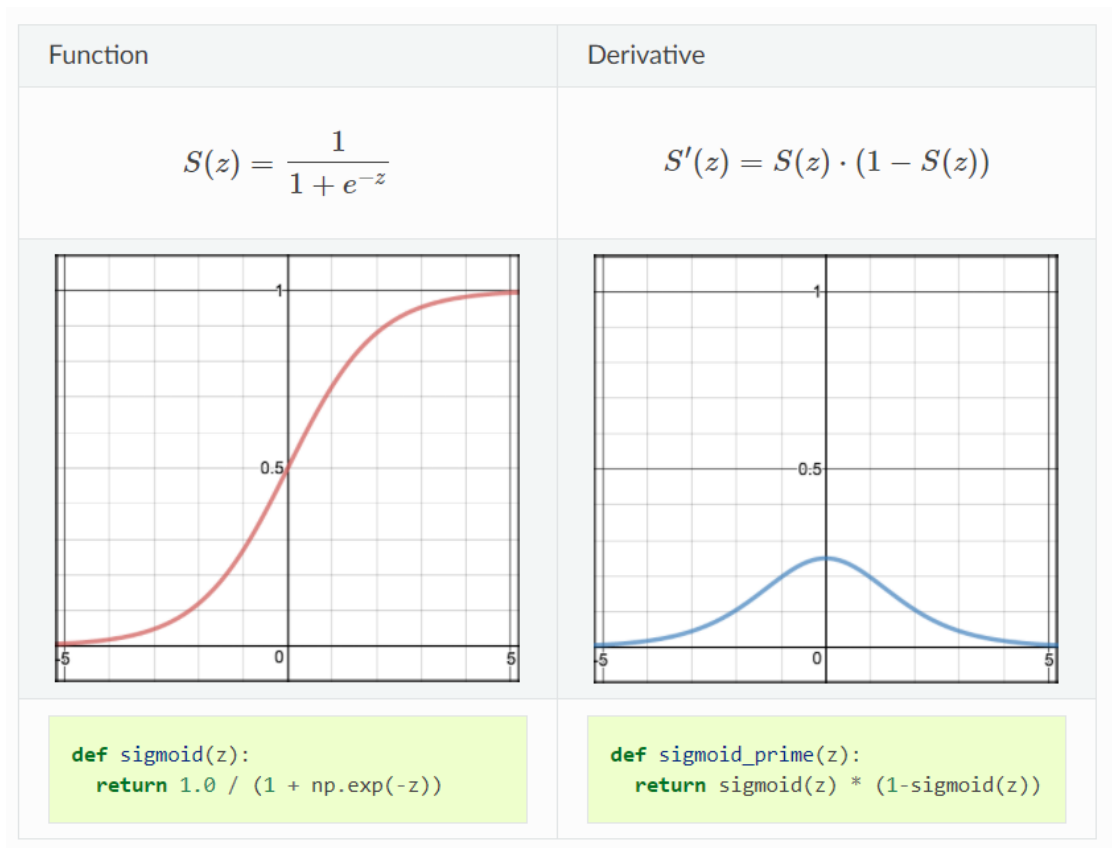 Function
Derivative
S(z) = 1 / (1 + e^{-z})
S′(z) = S(z) · (1 − S(z))
1
0.5
-5
0
5
1
0.5
-5
0
5
def sigmoid(z):
  return 1.0 / (1 + np.exp(-z))
def sigmoid_prime(z):
  return sigmoid(z) * (1-sigmoid(z))